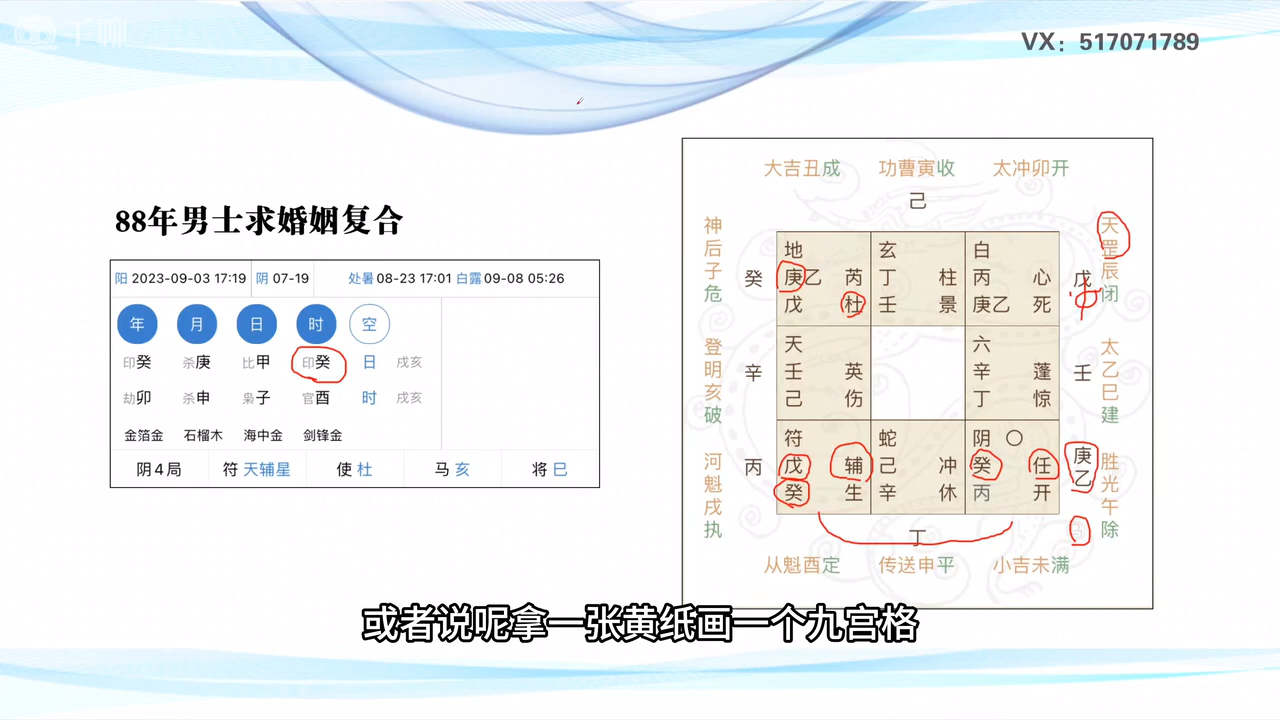 千聊
VX：517071789
88年男士求婚姻复合
阳 2023-09-03 17:19 阴 07-19 处暑 08-23 17:01 白露 09-08 05:26
年 月 日 时 空
印癸 杀庚 比甲 印癸 日 戌亥
劫卯 杀申 枭子 官酉 时 戌亥
金箔金 石榴木 海中金 剑锋金
阴4局 符 天辅星 使 杜 马 亥 将 巳
大吉丑成 功曹寅收 太冲卯开
己
神后子危
登明亥破
河魁戌执
癸
辛
丙
地
庚乙 芮
戊 杜
玄
丁 柱
壬 景
白
丙 心
庚乙 死
天
壬 英
己 伤
六
辛 蓬
丁 惊
符
戊 辅
癸 生
蛇
己 冲
辛 休
阴 〇
癸 任
丙 开
戊
壬
庚乙
天罡辰闭
太乙巳建
胜光午除
丁
从魁酉定 传送申平 小吉未满
或者说呢拿一张黄纸画一个九宫格